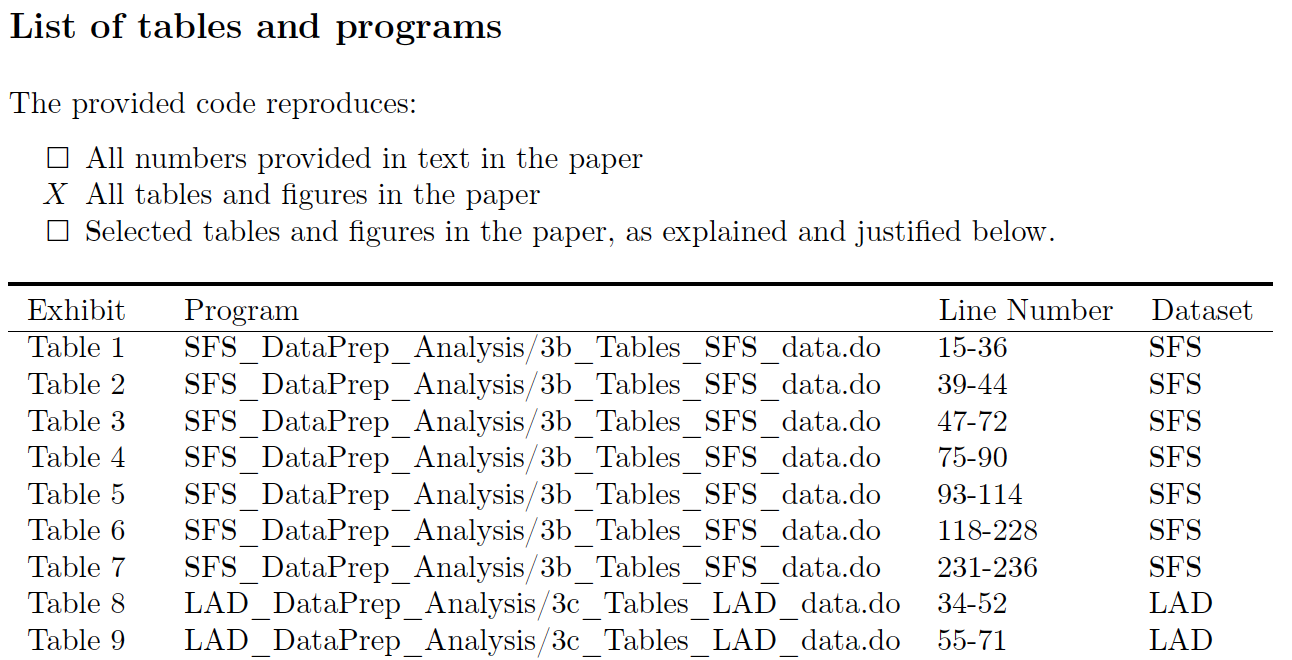 List of tables and programs
The provided code reproduces:
☐ All numbers provided in text in the paper
X All tables and figures in the paper
☐ Selected tables and figures in the paper, as explained and justified below.
Exhibit Program Line Number Dataset
Table 1 SFS_DataPrep_Analysis/3b_Tables_SFS_data.do 15-36 SFS
Table 2 SFS_DataPrep_Analysis/3b_Tables_SFS_data.do 39-44 SFS
Table 3 SFS_DataPrep_Analysis/3b_Tables_SFS_data.do 47-72 SFS
Table 4 SFS_DataPrep_Analysis/3b_Tables_SFS_data.do 75-90 SFS
Table 5 SFS_DataPrep_Analysis/3b_Tables_SFS_data.do 93-114 SFS
Table 6 SFS_DataPrep_Analysis/3b_Tables_SFS_data.do 118-228 SFS
Table 7 SFS_DataPrep_Analysis/3b_Tables_SFS_data.do 231-236 SFS
Table 8 LAD_DataPrep_Analysis/3c_Tables_LAD_data.do 34-52 LAD
Table 9 LAD_DataPrep_Analysis/3c_Tables_LAD_data.do 55-71 LAD